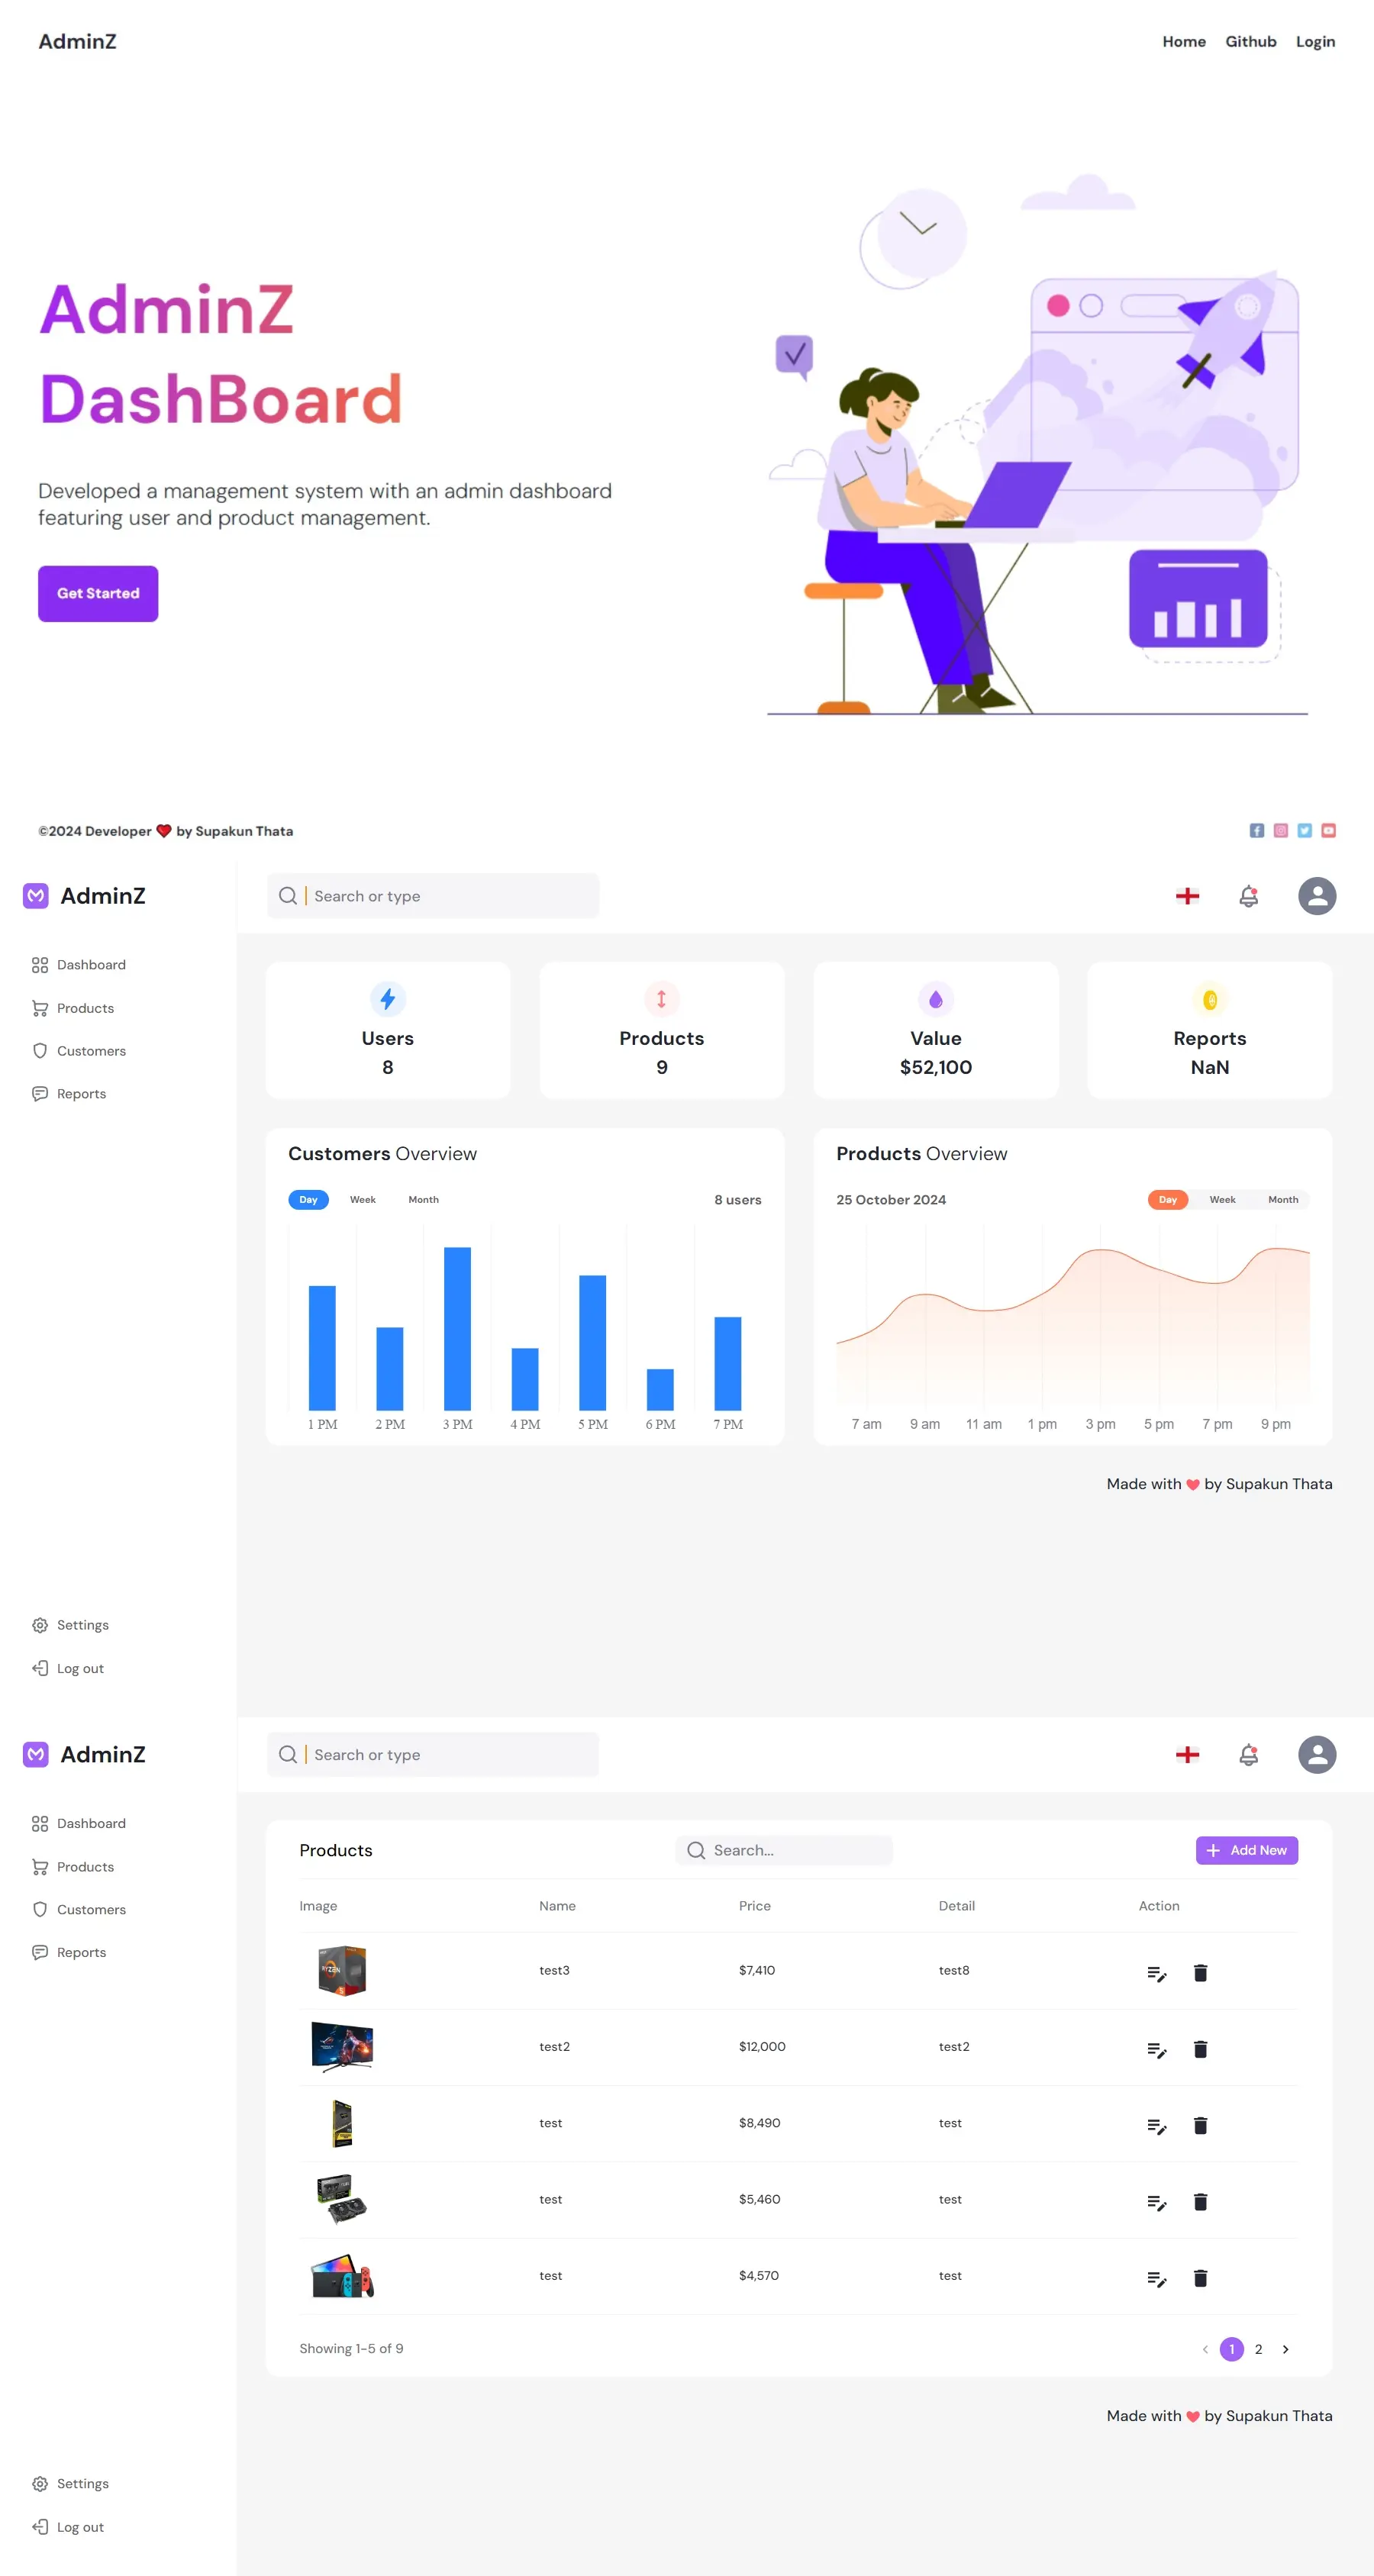 AdminZ
Home Github Login
AdminZ
DashBoard
Developed a management system with an admin dashboard
featuring user and product management.
Get Started
©2024 Developer ❤ by Supakun Thata
AdminZ
Search or type
Dashboard
Products
Customers
Reports
Settings
Log out
Users
8
Products
9
Value
$52,100
Reports
NaN
Customers Overview
Day Week Month 8 users
1 PM 2 PM 3 PM 4 PM 5 PM 6 PM 7 PM
Products Overview
25 October 2024 Day Week Month
7 am 9 am 11 am 1 pm 3 pm 5 pm 7 pm 9 pm
Made with ❤ by Supakun Thata
AdminZ
Search or type
Dashboard
Products
Customers
Reports
Settings
Log out
Products Search... + Add New
Image Name Price Detail Action
RYZEN
test3 $7,410 test8
test2 $12,000 test2
test $8,490 test
test $5,460 test
test $4,570 test
Showing 1-5 of 9 1 2
Made with ❤ by Supakun Thata